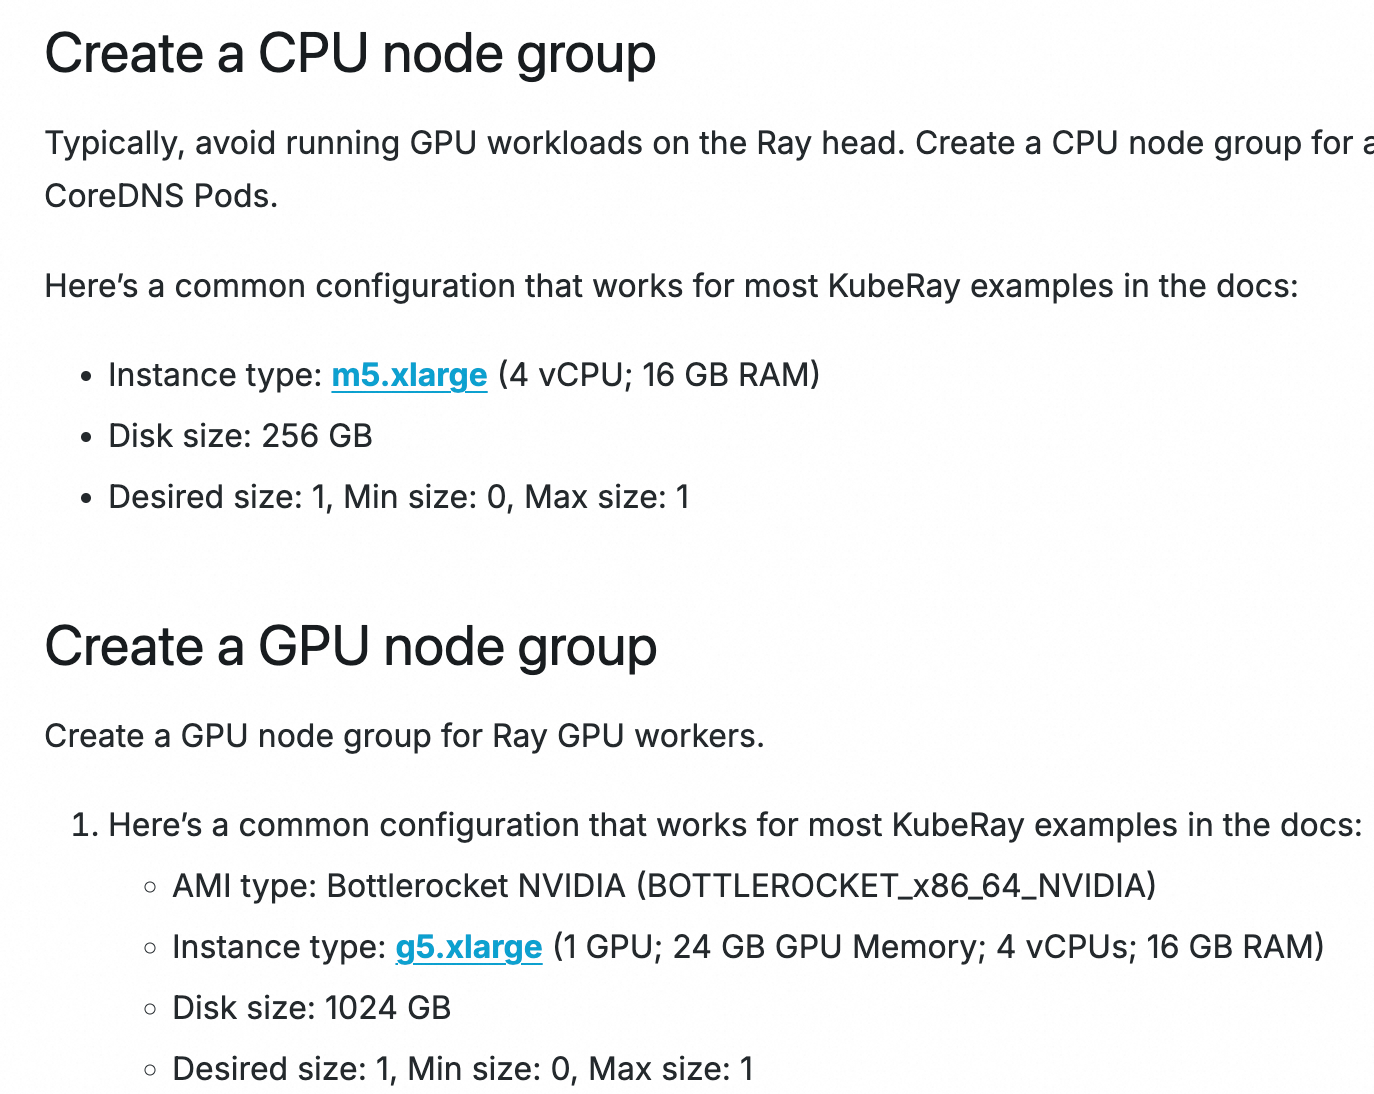 Create a CPU node group
Typically, avoid running GPU workloads on the Ray head. Create a CPU node group for
CoreDNS Pods.
Here’s a common configuration that works for most KubeRay examples in the docs:
• Instance type: m5.xlarge (4 vCPU; 16 GB RAM)
• Disk size: 256 GB
• Desired size: 1, Min size: 0, Max size: 1
Create a GPU node group
Create a GPU node group for Ray GPU workers.
1. Here’s a common configuration that works for most KubeRay examples in the docs:
◦ AMI type: Bottlerocket NVIDIA (BOTTLEROCKET_x86_64_NVIDIA)
◦ Instance type: g5.xlarge (1 GPU; 24 GB GPU Memory; 4 vCPUs; 16 GB RAM)
◦ Disk size: 1024 GB
◦ Desired size: 1, Min size: 0, Max size: 1